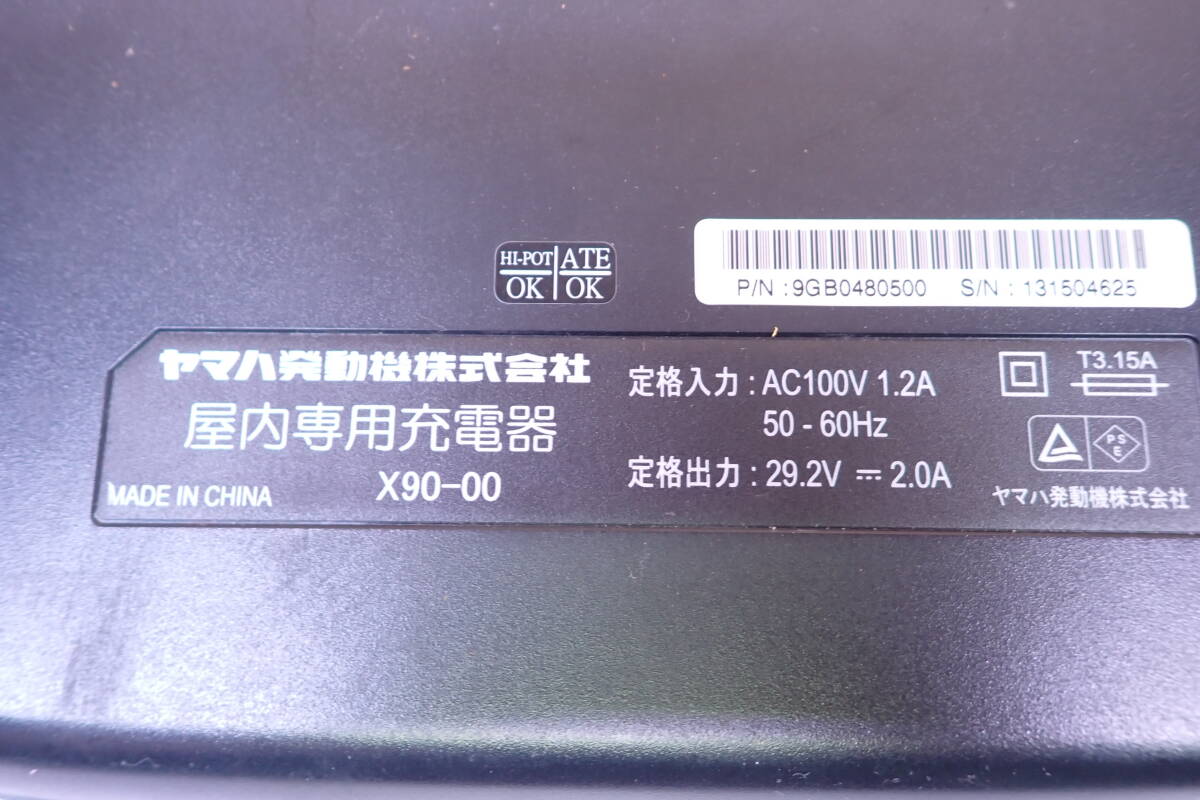 HI-POT ATE
OK OK
P/N : 9GB0480500 S/N : 131504625
ヤマハ発動機株式会社
屋内専用充電器
X90-00
MADE IN CHINA
定格入力 : AC100V 1.2A
50 - 60Hz
定格出力 : 29.2V ⎓ 2.0A
T3.15A
PS
E
ヤマハ発動機株式会社